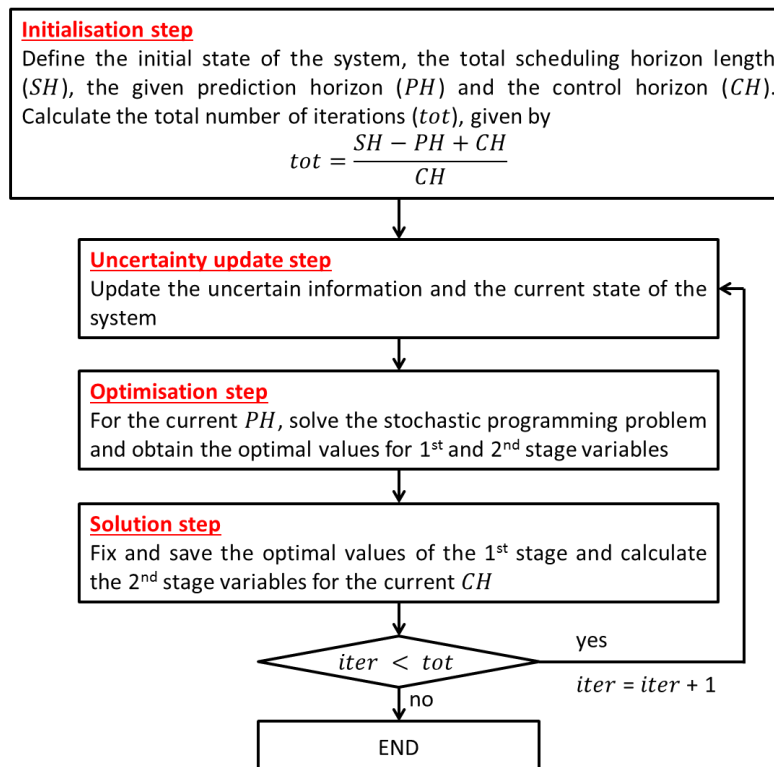 Initialisation step
Define the initial state of the system, the total scheduling horizon length
(SH), the given prediction horizon (PH) and the control horizon (CH).
Calculate the total number of iterations (tot), given by
tot = (SH − PH + CH) / CH
Uncertainty update step
Update the uncertain information and the current state of the
system
Optimisation step
For the current PH, solve the stochastic programming problem
and obtain the optimal values for 1st and 2nd stage variables
Solution step
Fix and save the optimal values of the 1st stage and calculate
the 2nd stage variables for the current CH
iter < tot
yes
iter = iter + 1
no
END